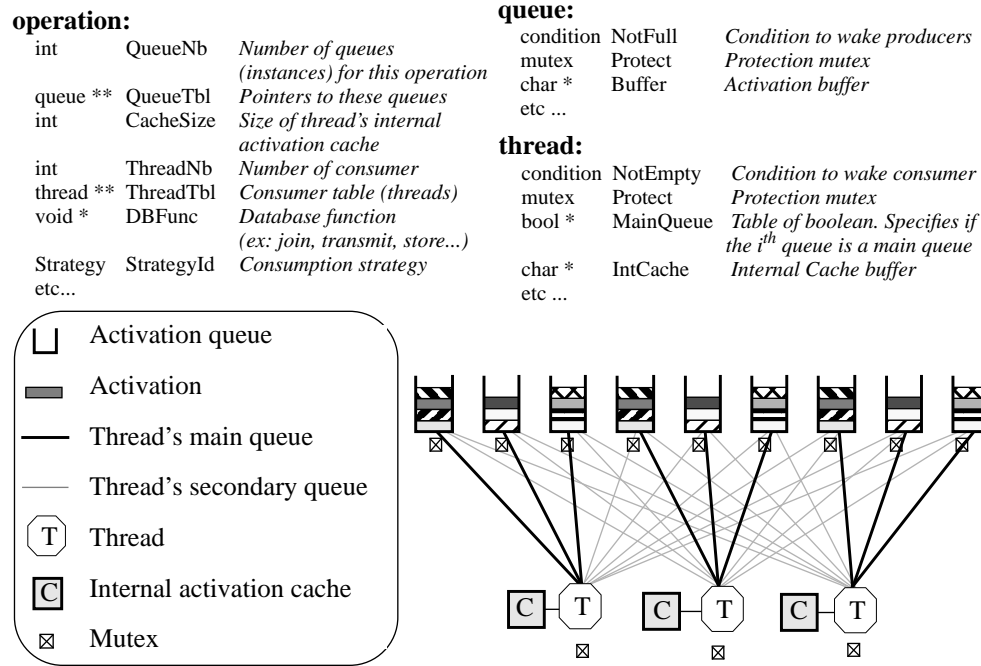 operation:
int QueueNb Number of queues
(instances) for this operation
queue ** QueueTbl Pointers to these queues
int CacheSize Size of thread's internal
activation cache
int ThreadNb Number of consumer
thread ** ThreadTbl Consumer table (threads)
void * DBFunc Database function
(ex: join, transmit, store...)
Strategy StrategyId Consumption strategy
etc...
queue:
condition NotFull Condition to wake producers
mutex Protect Protection mutex
char * Buffer Activation buffer
etc ...
thread:
condition NotEmpty Condition to wake consumer
mutex Protect Protection mutex
bool * MainQueue Table of boolean. Specifies if
the i^th queue is a main queue
char * IntCache Internal Cache buffer
etc ...
Activation queue
Activation
Thread's main queue
Thread's secondary queue
T Thread
C Internal activation cache
Mutex
C T C T C T